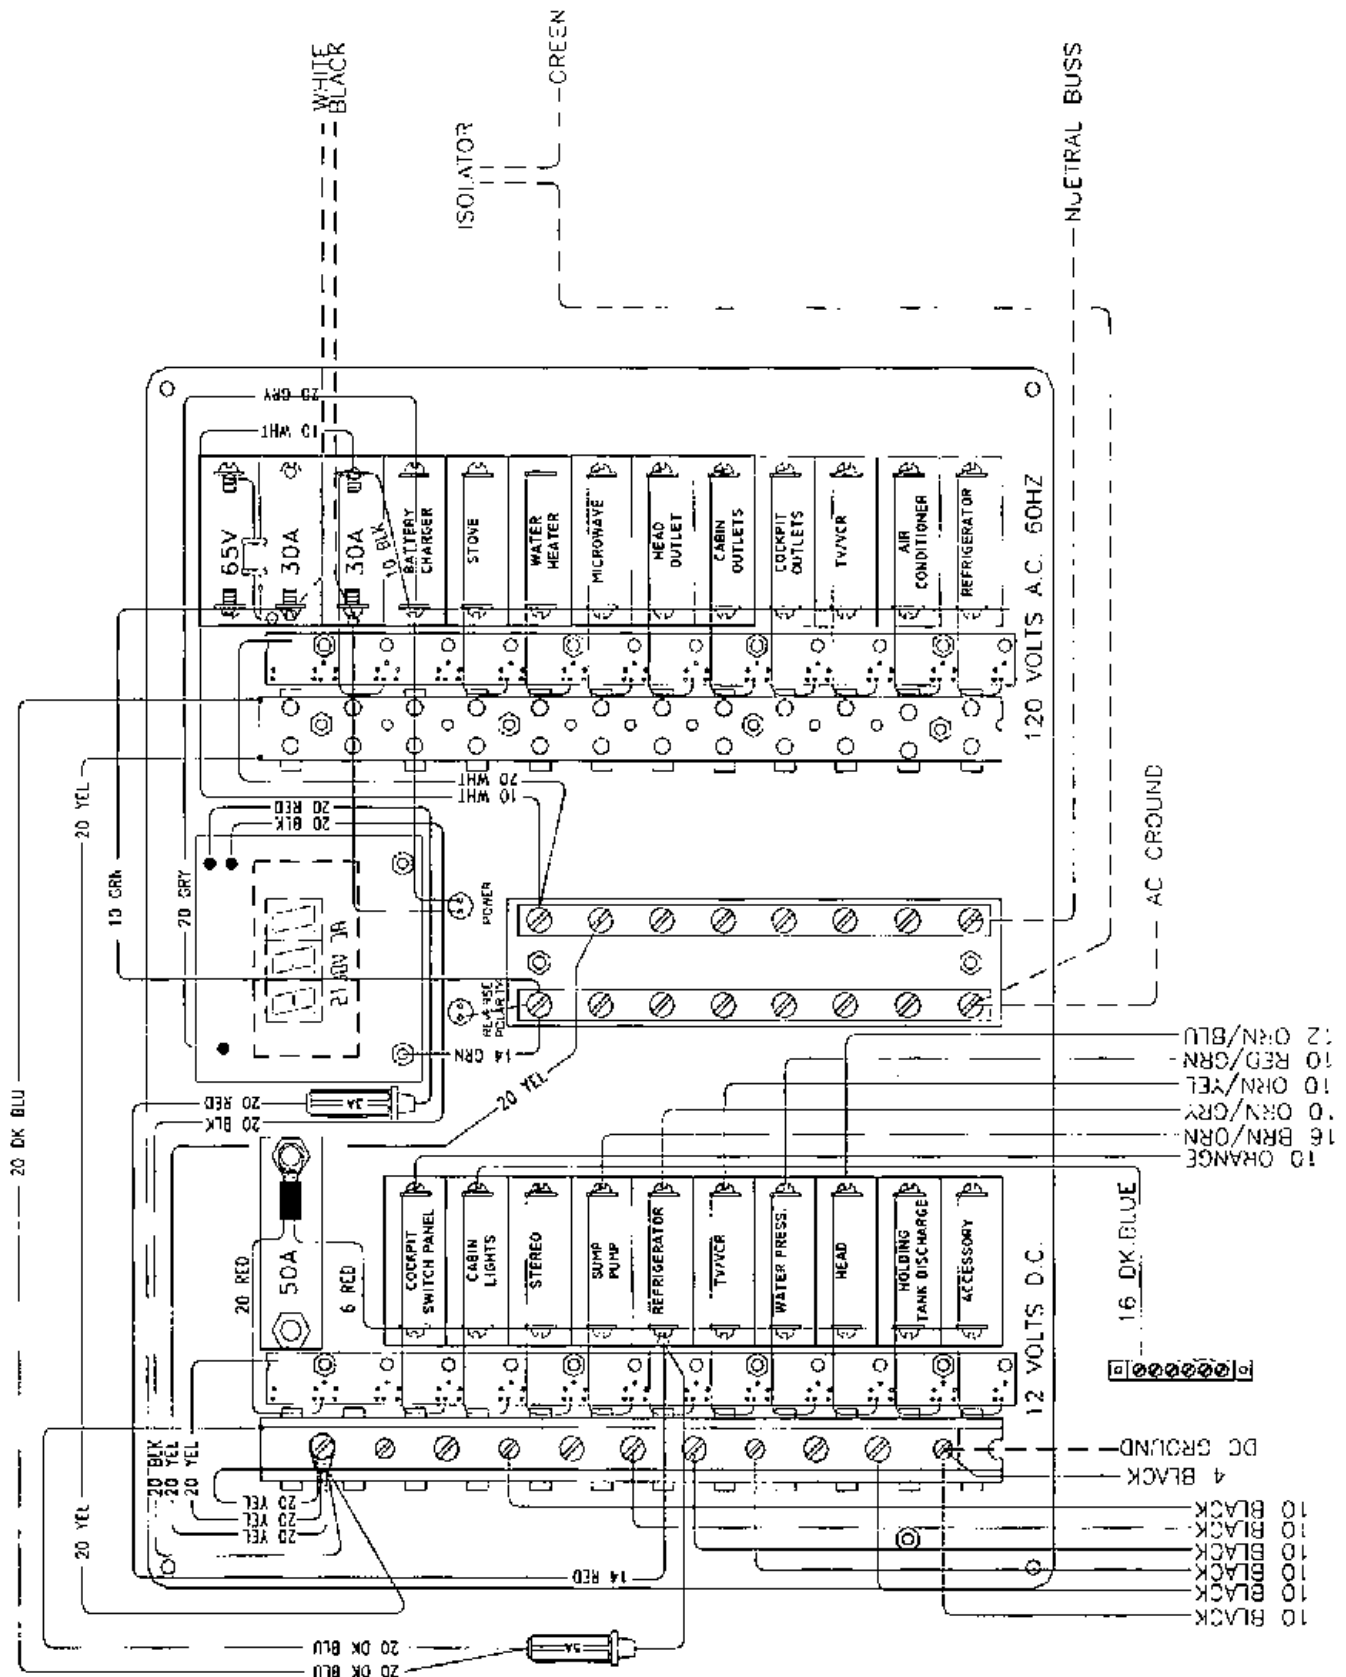 WHITE
BLACK
GREEN
ISOLATOR
NUETRAL BUSS
20 GRY
10 WHT
65V
30A
30A
10 BLK
BATTERY
CHARGER
STOVE
WATER
HEATER
MICROWAVE
HEAD
OUTLET
CABIN
OUTLETS
COCKPIT
OUTLETS
TV/VCR
AIR
CONDITIONER
REFRIGERATOR
120 VOLTS A.C. 60HZ
20 YEL
20 WHT
10 WHT
20 RED
20 BLK
10 GRN
20 GRY
POWER
REVERSE
POLARITY
AC GROUND
14 GRN
20 YEL
12 ORN/BLU
10 RED/GRN
10 ORN/YEL
10 ORN/GRY
16 BRN/ORN
10 ORANGE
3A
20 RED
20 BLK
20 DK BLU
20 RED
50A
6 RED
COCKPIT
SWITCH PANEL
CABIN
LIGHTS
STEREO
SUMP
PUMP
REFRIGERATOR
TV/VCR
WATER PRESS.
HEAD
HOLDING
TANK DISCHARGE
ACCESSORY
12 VOLTS D.C.
16 DK.BLUE
DC GROUND
4 BLACK
20 BLK
20 YEL
20 YEL
20 YEL
20 YEL
20 YEL
20 YEL
10 BLACK
10 BLACK
10 BLACK
10 BLACK
10 BLACK
10 BLACK
14 RED
20 DK BLU
5A
20 DK BLU